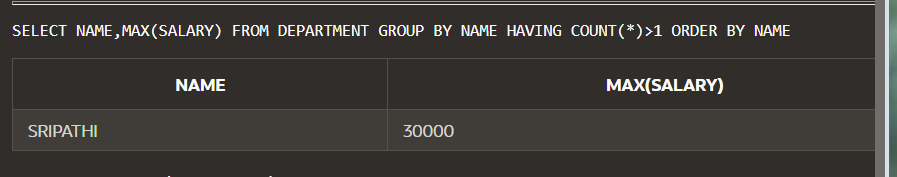 SELECT NAME,MAX(SALARY) FROM DEPARTMENT GROUP BY NAME HAVING COUNT(*)>1 ORDER BY NAME
NAME MAX(SALARY)
SRIPATHI 30000